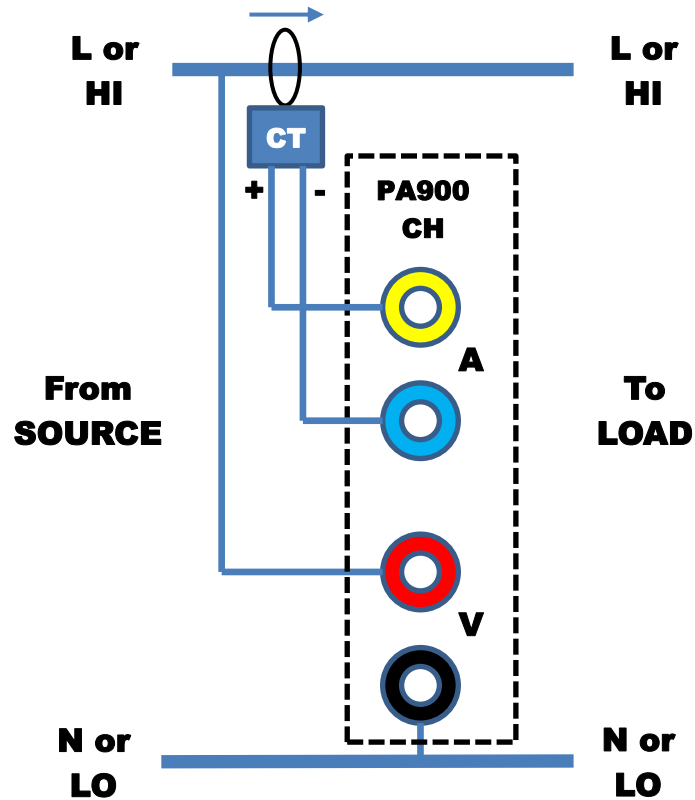 L or
HI
L or
HI
CT
+
-
PA900
CH
A
From
SOURCE
To
LOAD
V
N or
LO
N or
LO